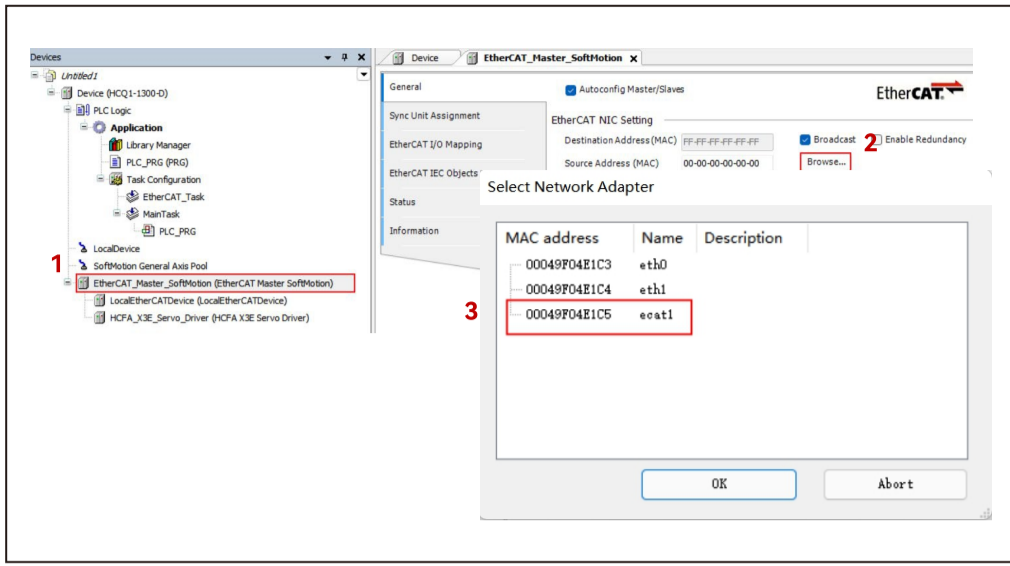 Devices
Untitled1
Device (HCQ1-1300-D)
PLC Logic
Application
Library Manager
PLC_PRG (PRG)
Task Configuration
EtherCAT_Task
MainTask
PLC_PRG
LocalDevice
1
SoftMotion General Axis Pool
EtherCAT_Master_SoftMotion (EtherCAT Master SoftMotion)
LocalEtherCATDevice (LocalEtherCATDevice)
HCFA_X3E_Servo_Driver (HCFA X3E Servo Driver)
Device EtherCAT_Master_SoftMotion X
General
Sync Unit Assignment
EtherCAT I/O Mapping
EtherCAT IEC Objects
Status
Information
Autoconfig Master/Slaves
EtherCAT.
EtherCAT NIC Setting
Destination Address(MAC) FF-FF-FF-FF-FF-FF Broadcast 2 Enable Redundancy
Source Address (MAC) 00-00-00-00-00-00 Browse...
Select Network Adapter
MAC address Name Description
00049F04E1C3 eth0
00049F04E1C4 eth1
3 00049F04E1C5 ecat1
OK Abort